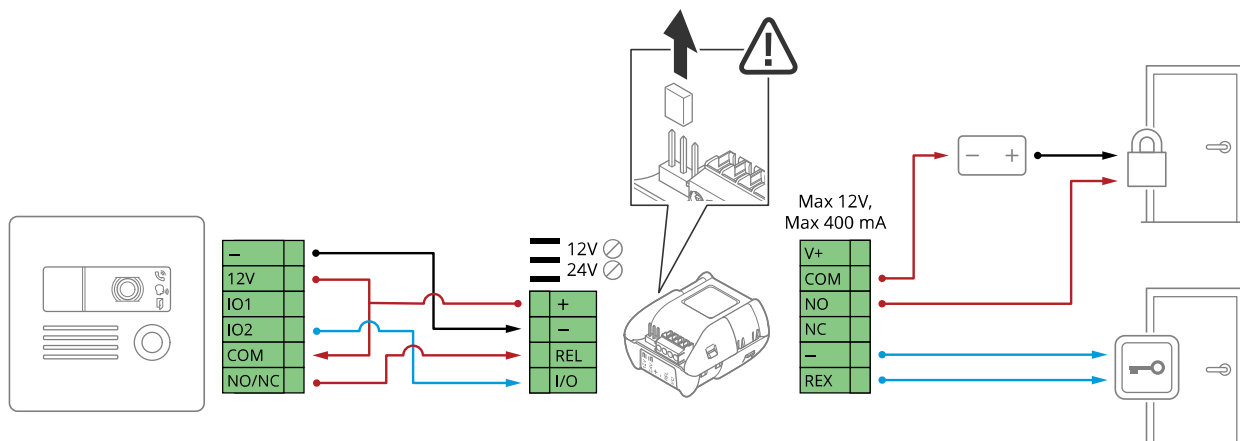 Max 12V,
Max 400 mA
12V
24V
–
12V
IO1
IO2
COM
NO/NC
+
–
REL
I/O
V+
COM
NO
NC
–
REX
– +